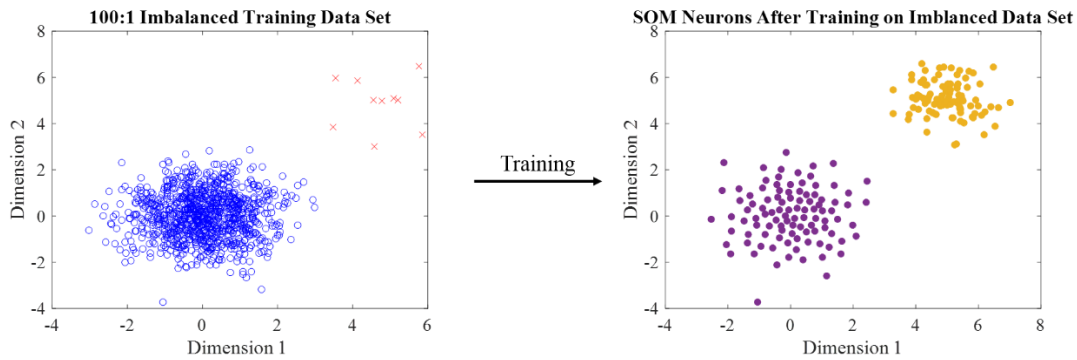 100:1 Imbalanced Training Data Set
8
6
4
2
0
-2
-4
-4 -2 0 2 4 6
Dimension 2
Dimension 1
Training
SOM Neurons After Training on Imblanced Data Set
8
6
4
2
0
-2
-4
-4 -2 0 2 4 6 8
Dimension 2
Dimension 1